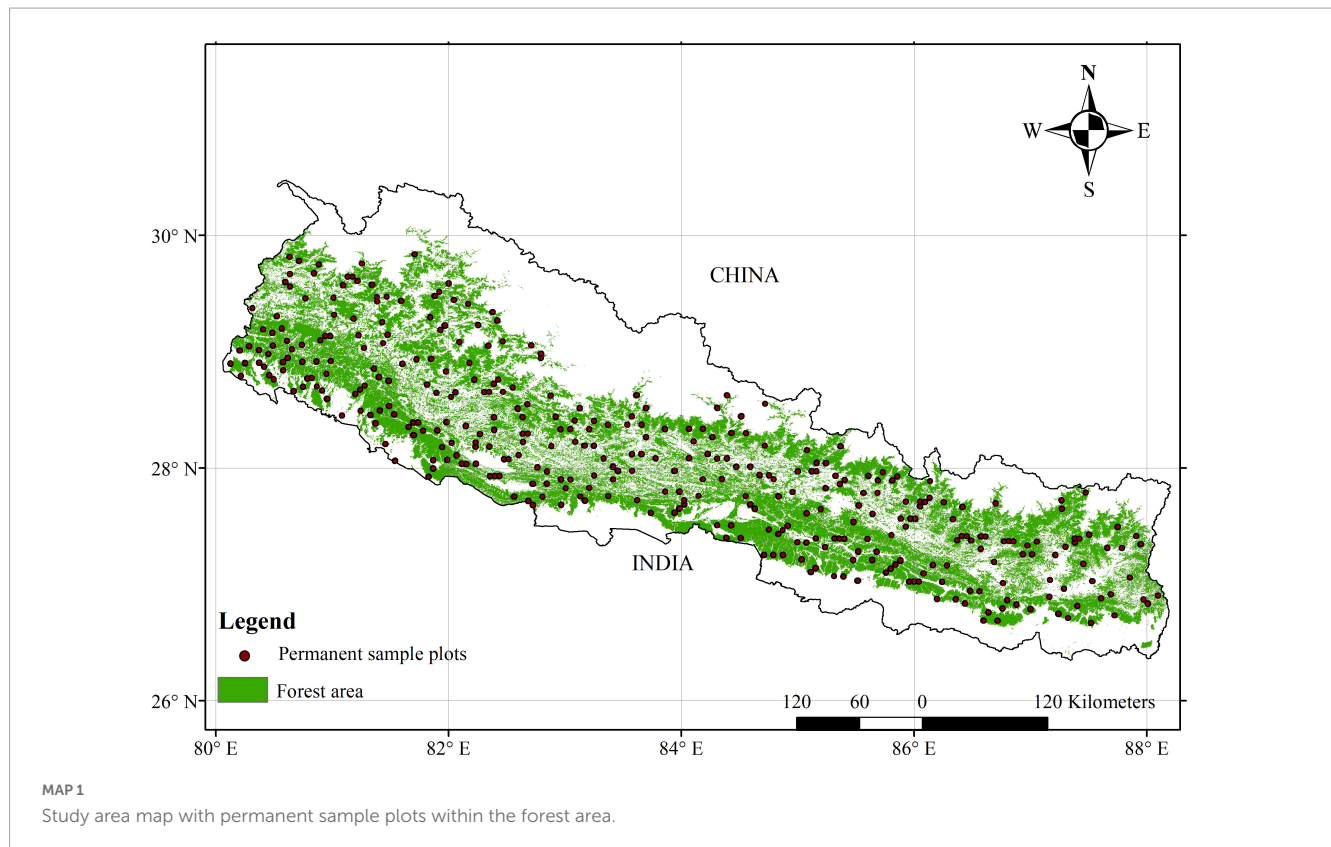 N
W E
S
30° N
CHINA
28° N
INDIA
Legend
Permanent sample plots
Forest area
26° N
120 60 0 120 Kilometers
80° E 82° E 84° E 86° E 88° E
MAP 1
Study area map with permanent sample plots within the forest area.